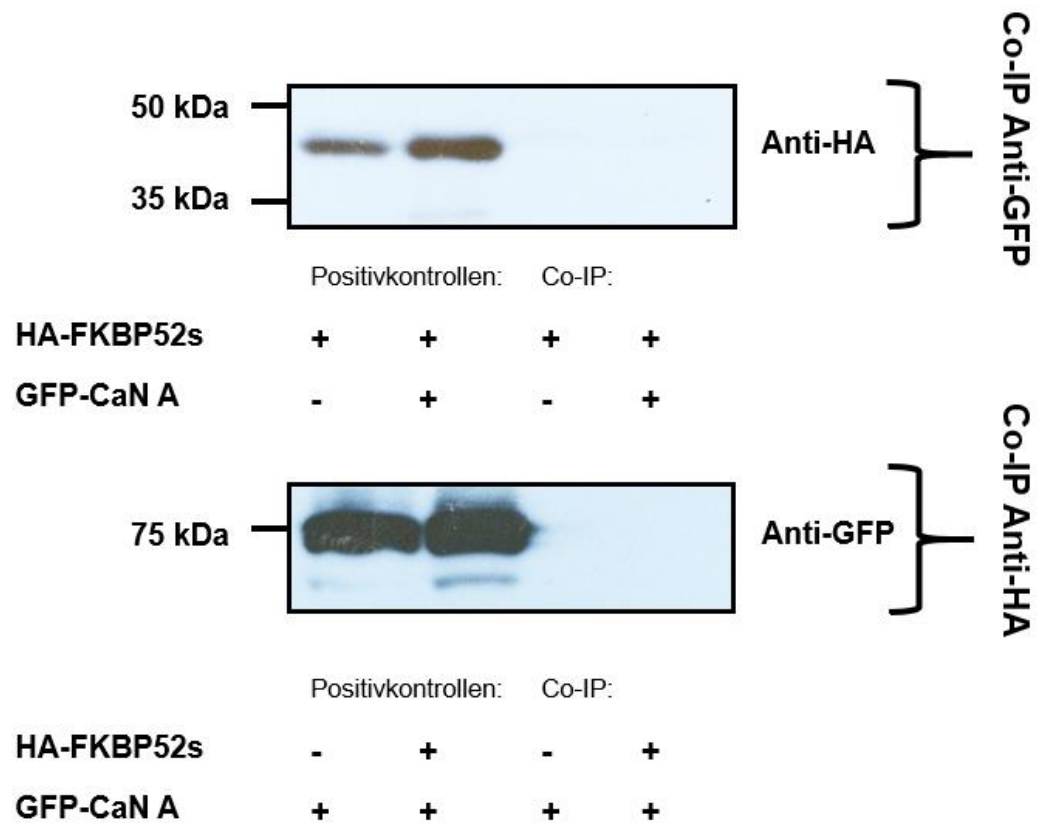 50 kDa
35 kDa
Anti-HA
Co-IP Anti-GFP
Positivkontrollen: Co-IP:
HA-FKBP52s + + + +
GFP-CaN A - + - +
75 kDa
Anti-GFP
Co-IP Anti-HA
Positivkontrollen: Co-IP:
HA-FKBP52s - + - +
GFP-CaN A + + + +